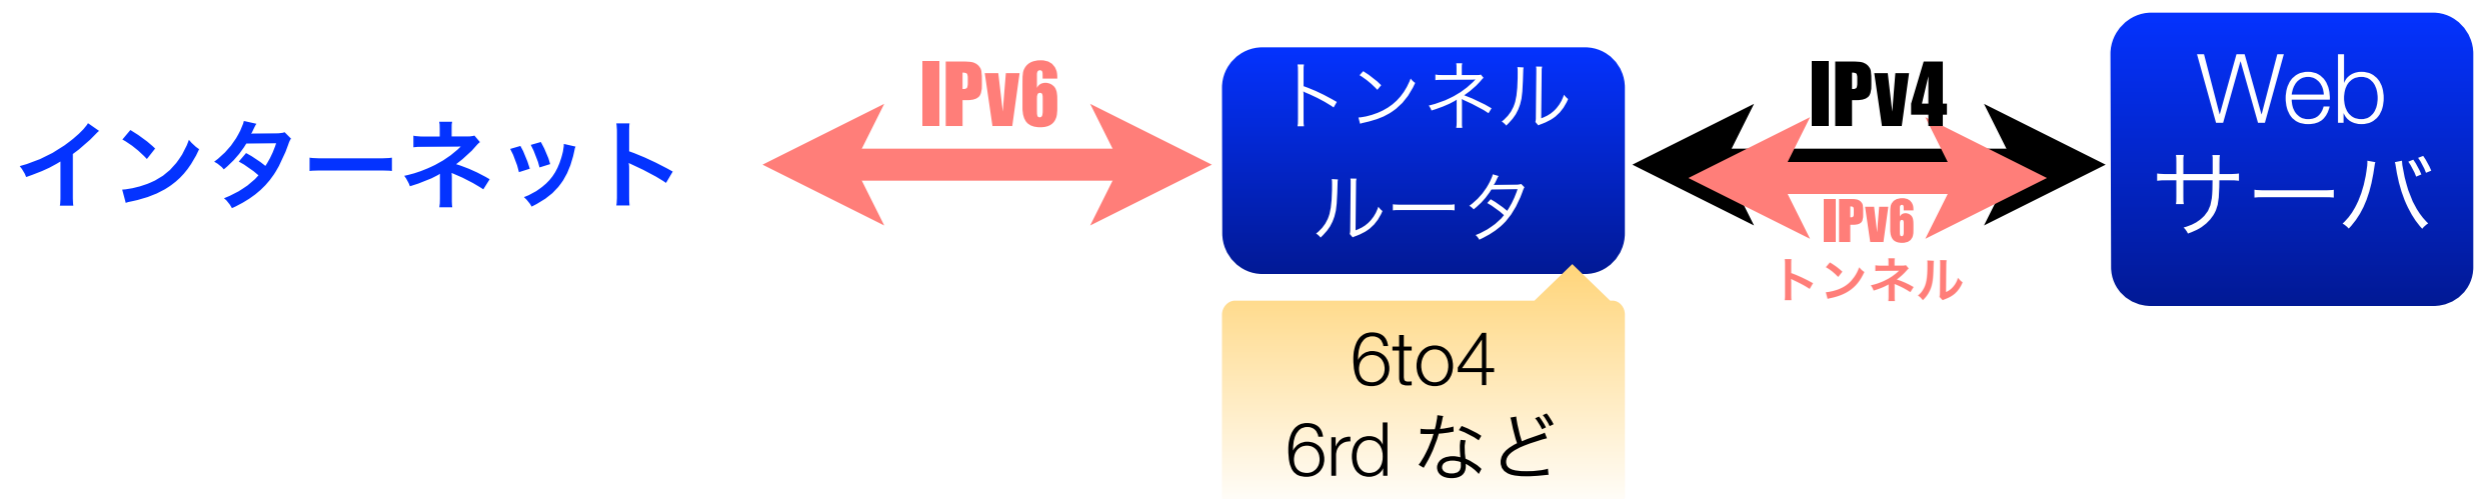 インターネット
IPv6
トンネル
ルータ
6to4
6rd など
IPv4
IPv6
トンネル
Web
サーバ